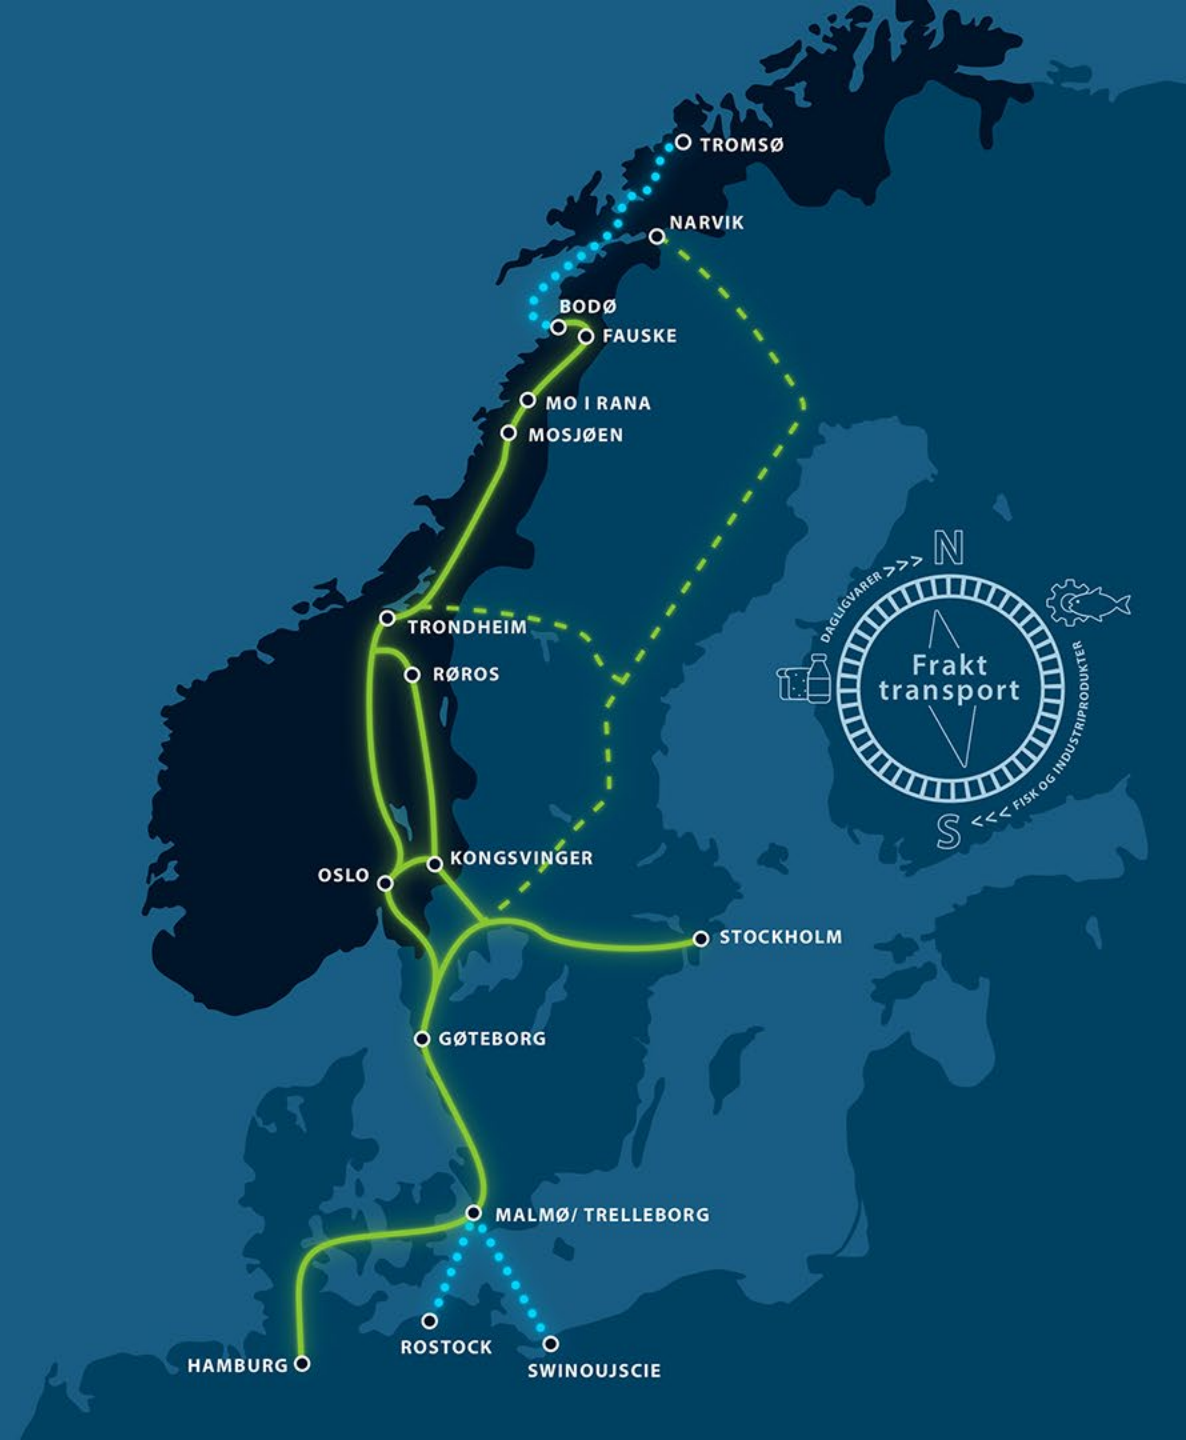 TROMSØ
NARVIK
BODØ
FAUSKE
MO I RANA
MOSJØEN
N
DAGLIGVARER >>>
TRONDHEIM
Frakt
transport
RØROS
<<< FISK OG INDUSTRIPRODUKTER
S
KONGSVINGER
OSLO
STOCKHOLM
GØTEBORG
MALMØ/ TRELLEBORG
ROSTOCK
HAMBURG
SWINOUJSCIE